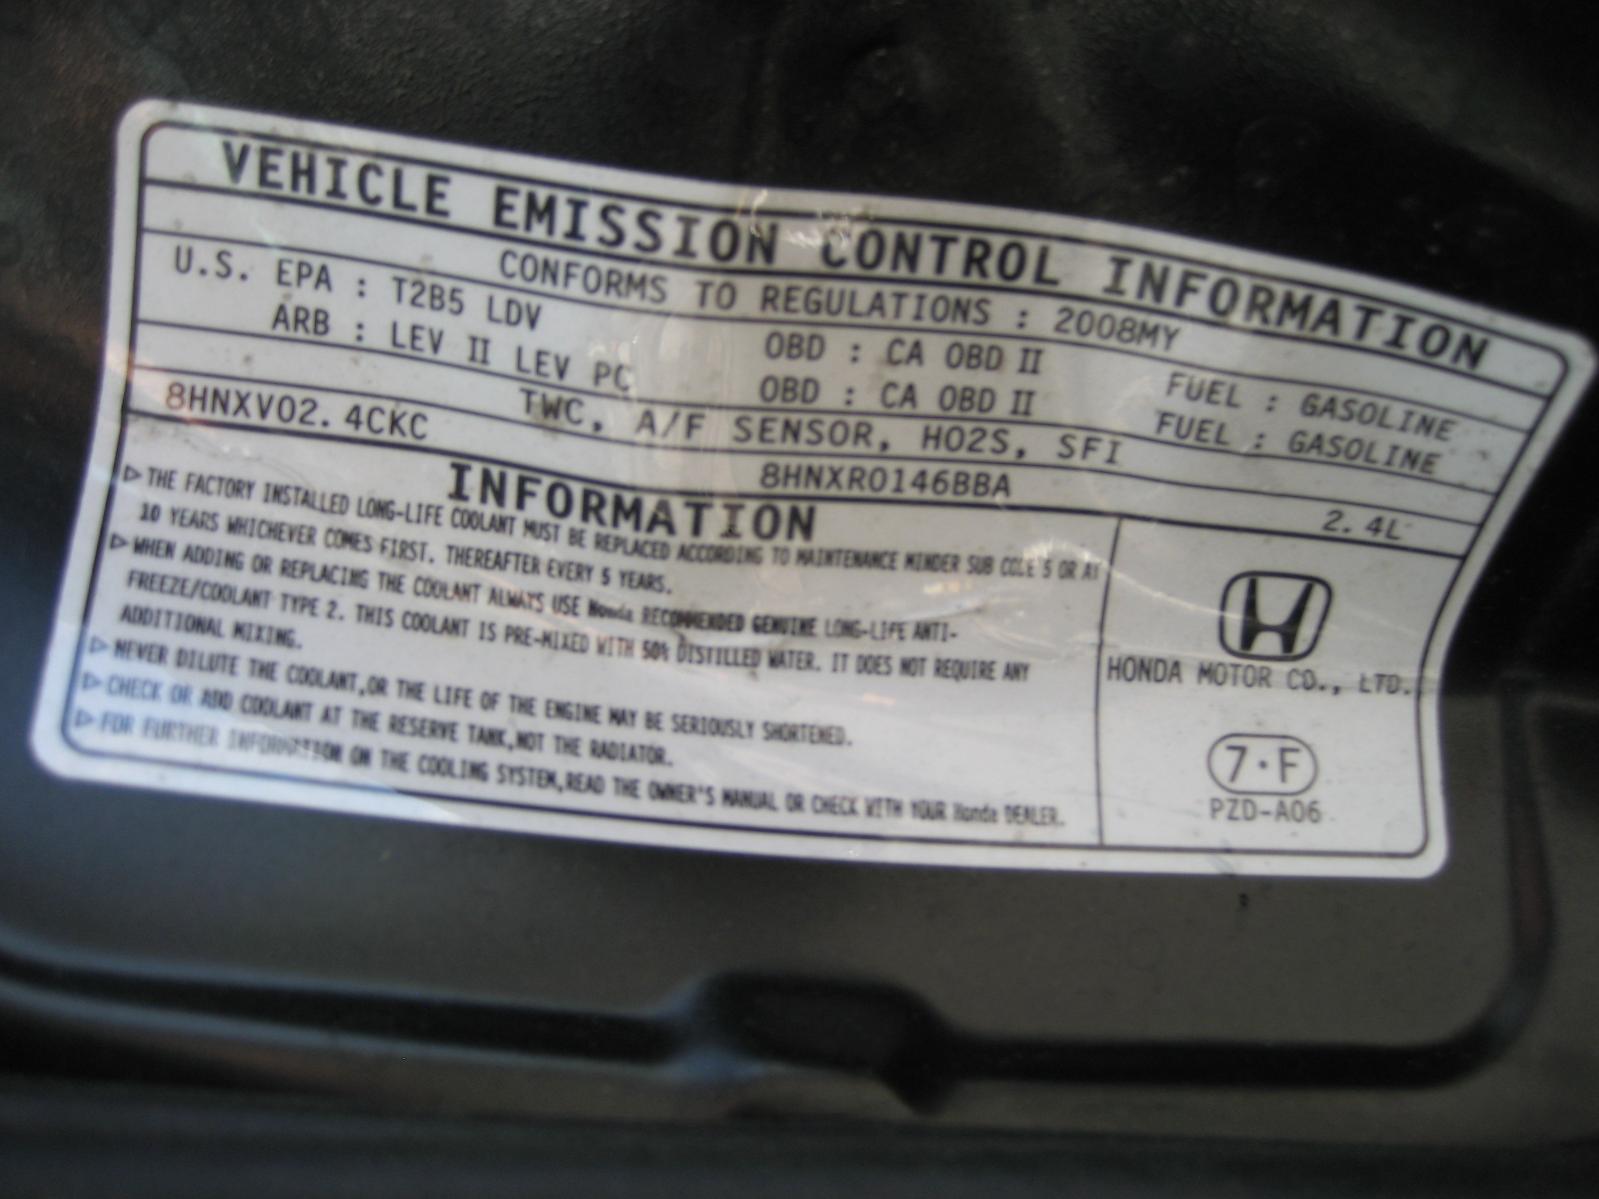 VEHICLE EMISSION CONTROL INFORMATION
CONFORMS TO REGULATIONS : 2008MY
U.S. EPA : T2B5 LDV OBD : CA OBD II FUEL : GASOLINE
ARB : LEV II LEV PC OBD : CA OBD II FUEL : GASOLINE
TWC, A/F SENSOR, HO2S, SFI
8HNXV02.4CKC 8HNXR0146BBA 2.4L
INFORMATION
▷THE FACTORY INSTALLED LONG-LIFE COOLANT MUST BE REPLACED ACCORDING TO MAINTENANCE MINDER SUB CODE 5 OR AT
10 YEARS WHICHEVER COMES FIRST. THEREAFTER EVERY 5 YEARS.
▷WHEN ADDING OR REPLACING THE COOLANT ALWAYS USE Honda RECOMMENDED GENUINE LONG-LIFE ANTI-
FREEZE/COOLANT TYPE 2. THIS COOLANT IS PRE-MIXED WITH 50% DISTILLED WATER. IT DOES NOT REQUIRE ANY
ADDITIONAL MIXING.
▷NEVER DILUTE THE COOLANT,OR THE LIFE OF THE ENGINE MAY BE SERIOUSLY SHORTENED.
▷CHECK OR ADD COOLANT AT THE RESERVE TANK,NOT THE RADIATOR.
▷FOR FURTHER INFORMATION ON THE COOLING SYSTEM,READ THE OWNER'S MANUAL OR CHECK WITH YOUR Honda DEALER.
HONDA MOTOR CO., LTD.
7·F
PZD-A06